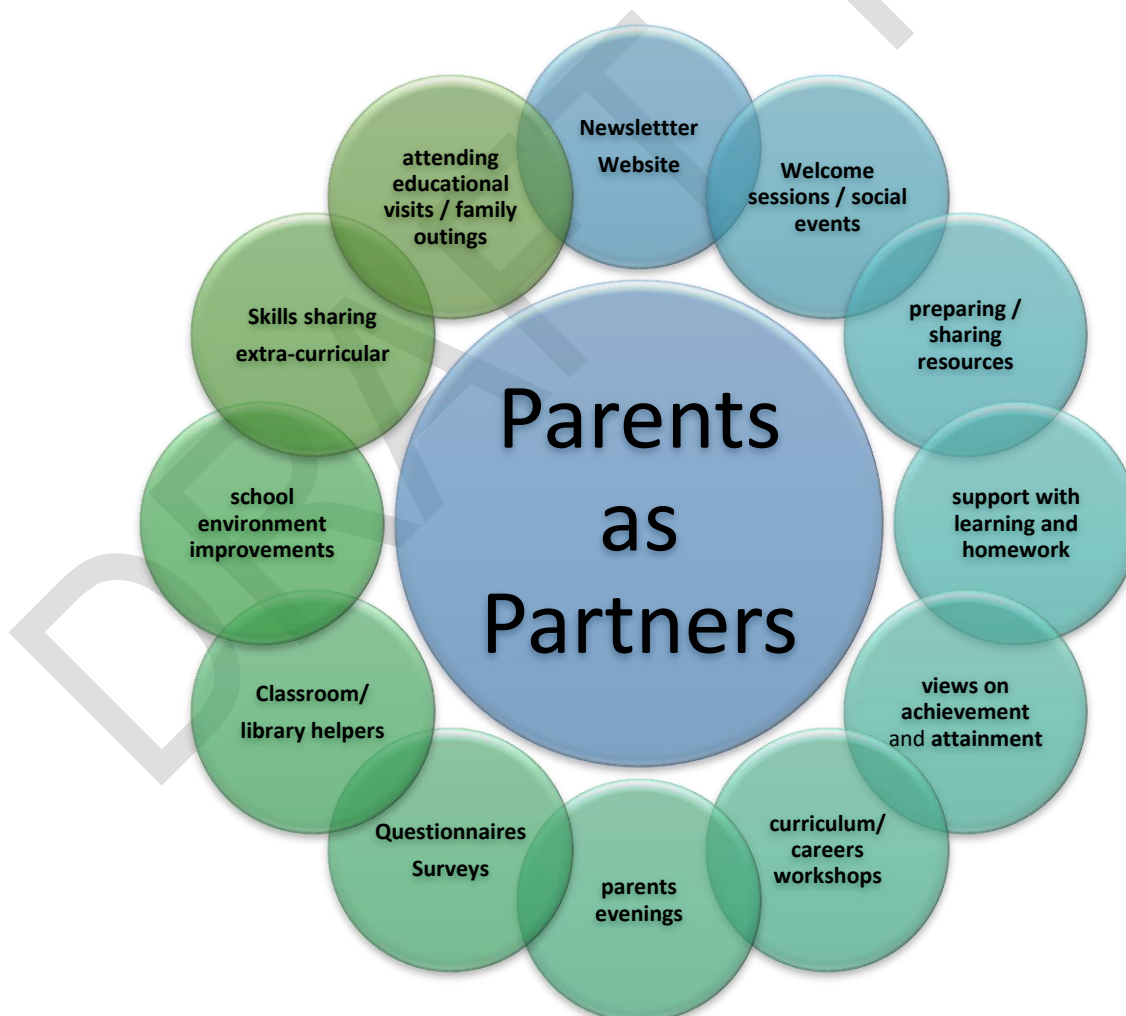 Parents
as
Partners
Newslettter
Website
Welcome
sessions / social
events
preparing /
sharing
resources
support with
learning and
homework
views on
achievement
and attainment
curriculum/
careers
workshops
parents
evenings
Questionnaires
Surveys
Classroom/
library helpers
school
environment
improvements
Skills sharing
extra-curricular
attending
educational
visits / family
outings
DRAFT